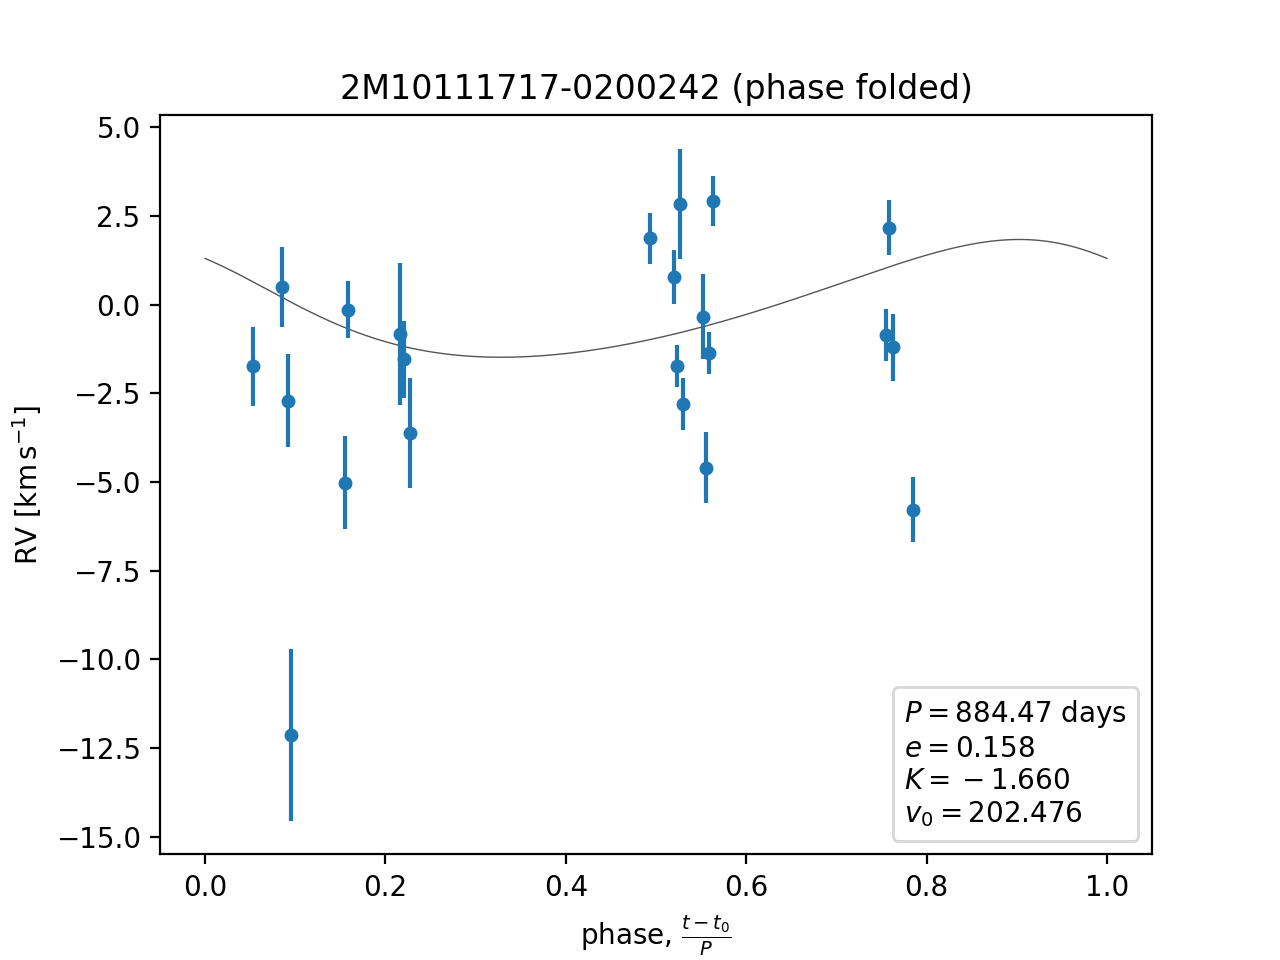 2M10111717-0200242 (phase folded)
RV [km s⁻¹]
5.0
2.5
0.0
−2.5
−5.0
−7.5
−10.0
−12.5
−15.0
P = 884.47 days
e = 0.158
K = −1.660
v₀ = 202.476
0.0 0.2 0.4 0.6 0.8 1.0
phase, (t − t₀)/P